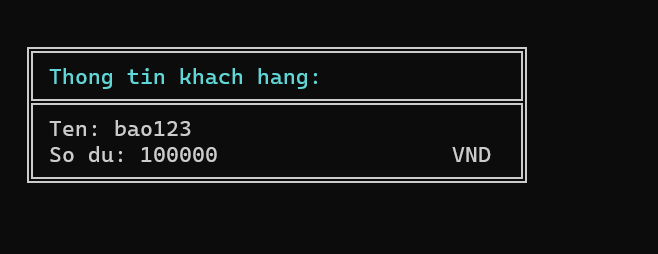 Thong tin khach hang:
Ten: bao123
So du: 100000 VND